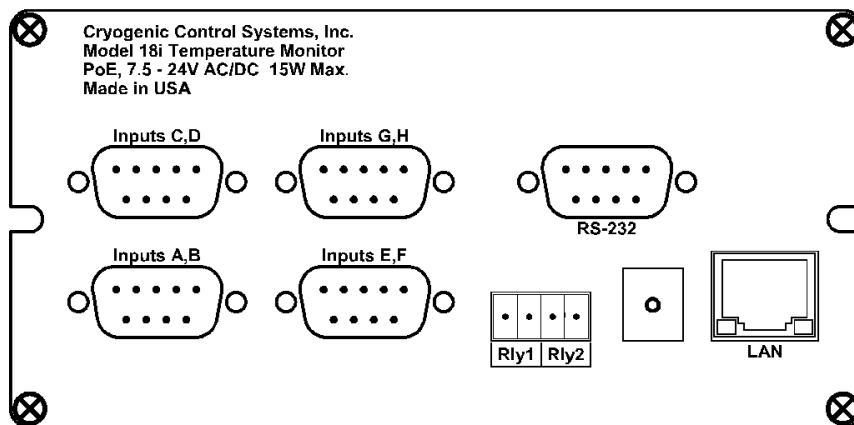 Cryogenic Control Systems, Inc.
Model 18i Temperature Monitor
PoE, 7.5 - 24V AC/DC 15W Max.
Made in USA
Inputs C,D
Inputs G,H
RS-232
Inputs A,B
Inputs E,F
Rly1
Rly2
LAN